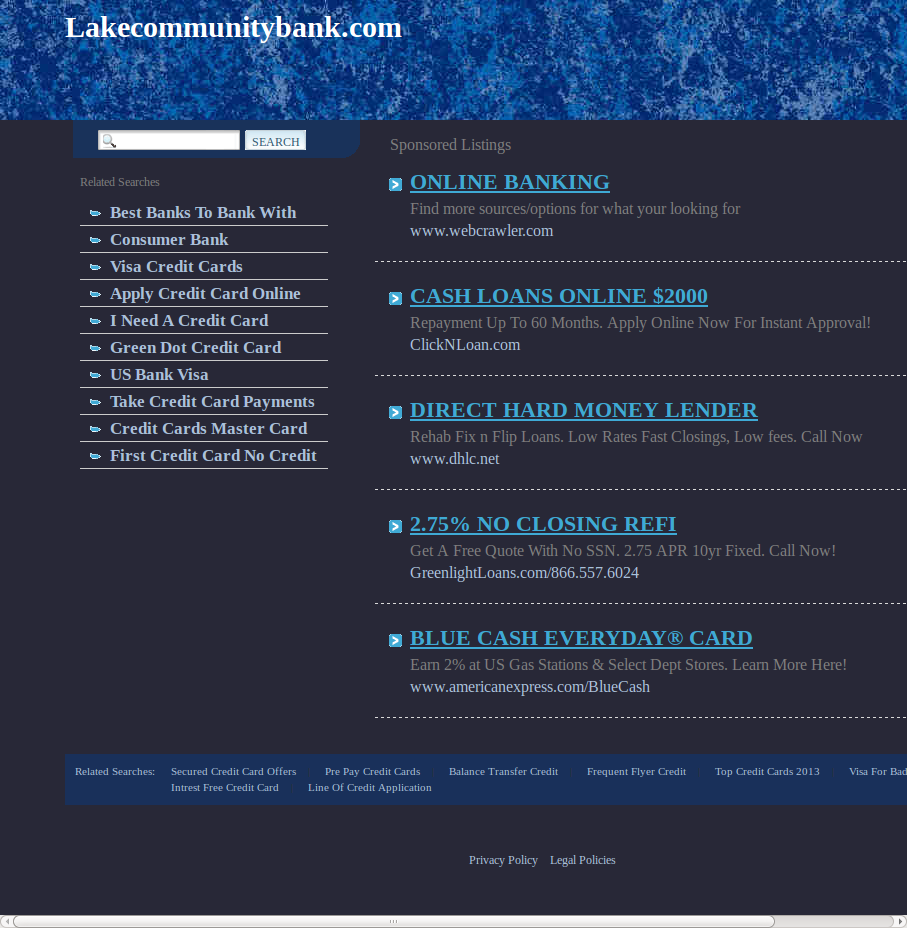 Lakecommunitybank.com
SEARCH
Related Searches
Best Banks To Bank With
Consumer Bank
Visa Credit Cards
Apply Credit Card Online
I Need A Credit Card
Green Dot Credit Card
US Bank Visa
Take Credit Card Payments
Credit Cards Master Card
First Credit Card No Credit
Sponsored Listings
ONLINE BANKING
Find more sources/options for what your looking for
www.webcrawler.com
CASH LOANS ONLINE $2000
Repayment Up To 60 Months. Apply Online Now For Instant Approval!
ClickNLoan.com
DIRECT HARD MONEY LENDER
Rehab Fix n Flip Loans. Low Rates Fast Closings, Low fees. Call Now
www.dhlc.net
2.75% NO CLOSING REFI
Get A Free Quote With No SSN. 2.75 APR 10yr Fixed. Call Now!
GreenlightLoans.com/866.557.6024
BLUE CASH EVERYDAY® CARD
Earn 2% at US Gas Stations & Select Dept Stores. Learn More Here!
www.americanexpress.com/BlueCash
Related Searches: Secured Credit Card Offers Pre Pay Credit Cards Balance Transfer Credit Frequent Flyer Credit Top Credit Cards 2013 Visa For Bad
Intrest Free Credit Card Line Of Credit Application
Privacy Policy Legal Policies